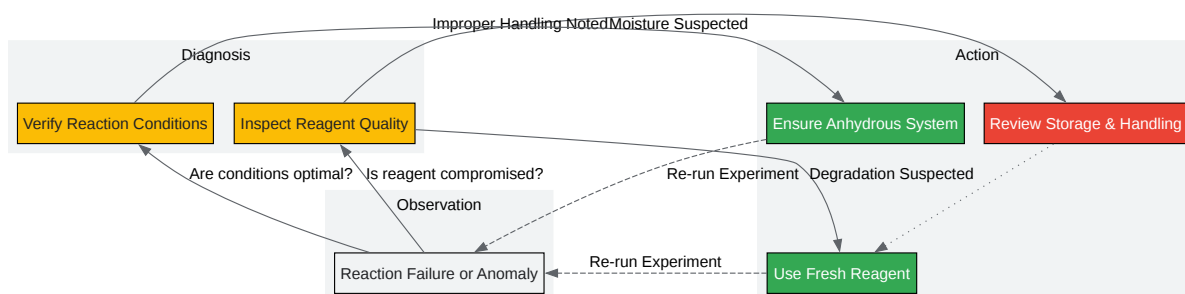 Improper Handling Noted
Moisture Suspected
Diagnosis
Action
Verify Reaction Conditions
Inspect Reagent Quality
Ensure Anhydrous System
Review Storage & Handling
Are conditions optimal?
Is reagent compromised?
Re-run Experiment
Degradation Suspected
Observation
Reaction Failure or Anomaly
Re-run Experiment
Use Fresh Reagent